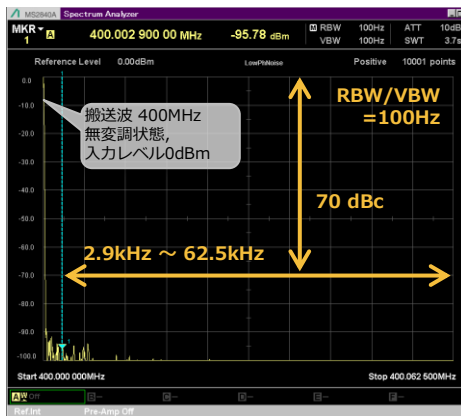 MS2840A Spectrum Analyzer
MKR 1 A 400.002 900 00 MHz -95.78 dBm
RBW 100Hz ATT 10dB
VBW 100Hz SWT 3.7s
Reference Level 0.00dBm LowPhNoise Positive 10001 points
0.0
-10.0
-20.0
-30.0
-40.0
-50.0
-60.0
-70.0
-80.0
-90.0
-100.0
搬送波 400MHz
無変調状態,
入力レベル0dBm
RBW/VBW
=100Hz
70 dBc
2.9kHz ～ 62.5kHz
Start 400.000 000MHz Stop 400.062 500MHz
A W Off B-- C-- D-- E-- F--
Ref.Int Pre-Amp Off